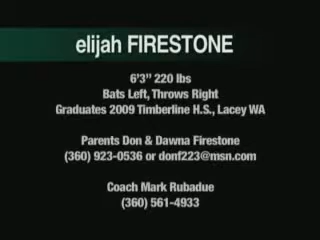 elijah FIRESTONE
6'3" 220 lbs
Bats Left, Throws Right
Graduates 2009 Timberline H.S., Lacey WA
Parents Don & Dawna Firestone
(360) 923-0536 or donf223@msn.com
Coach Mark Rubadue
(360) 561-4933